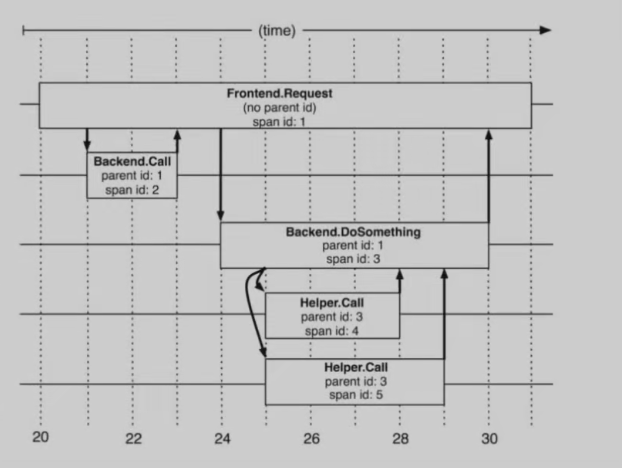 (time)
Frontend.Request
(no parent id)
span id: 1
Backend.Call
parent id: 1
span id: 2
Backend.DoSomething
parent id: 1
span id: 3
Helper.Call
parent id: 3
span id: 4
Helper.Call
parent id: 3
span id: 5
20 22 24 26 28 30